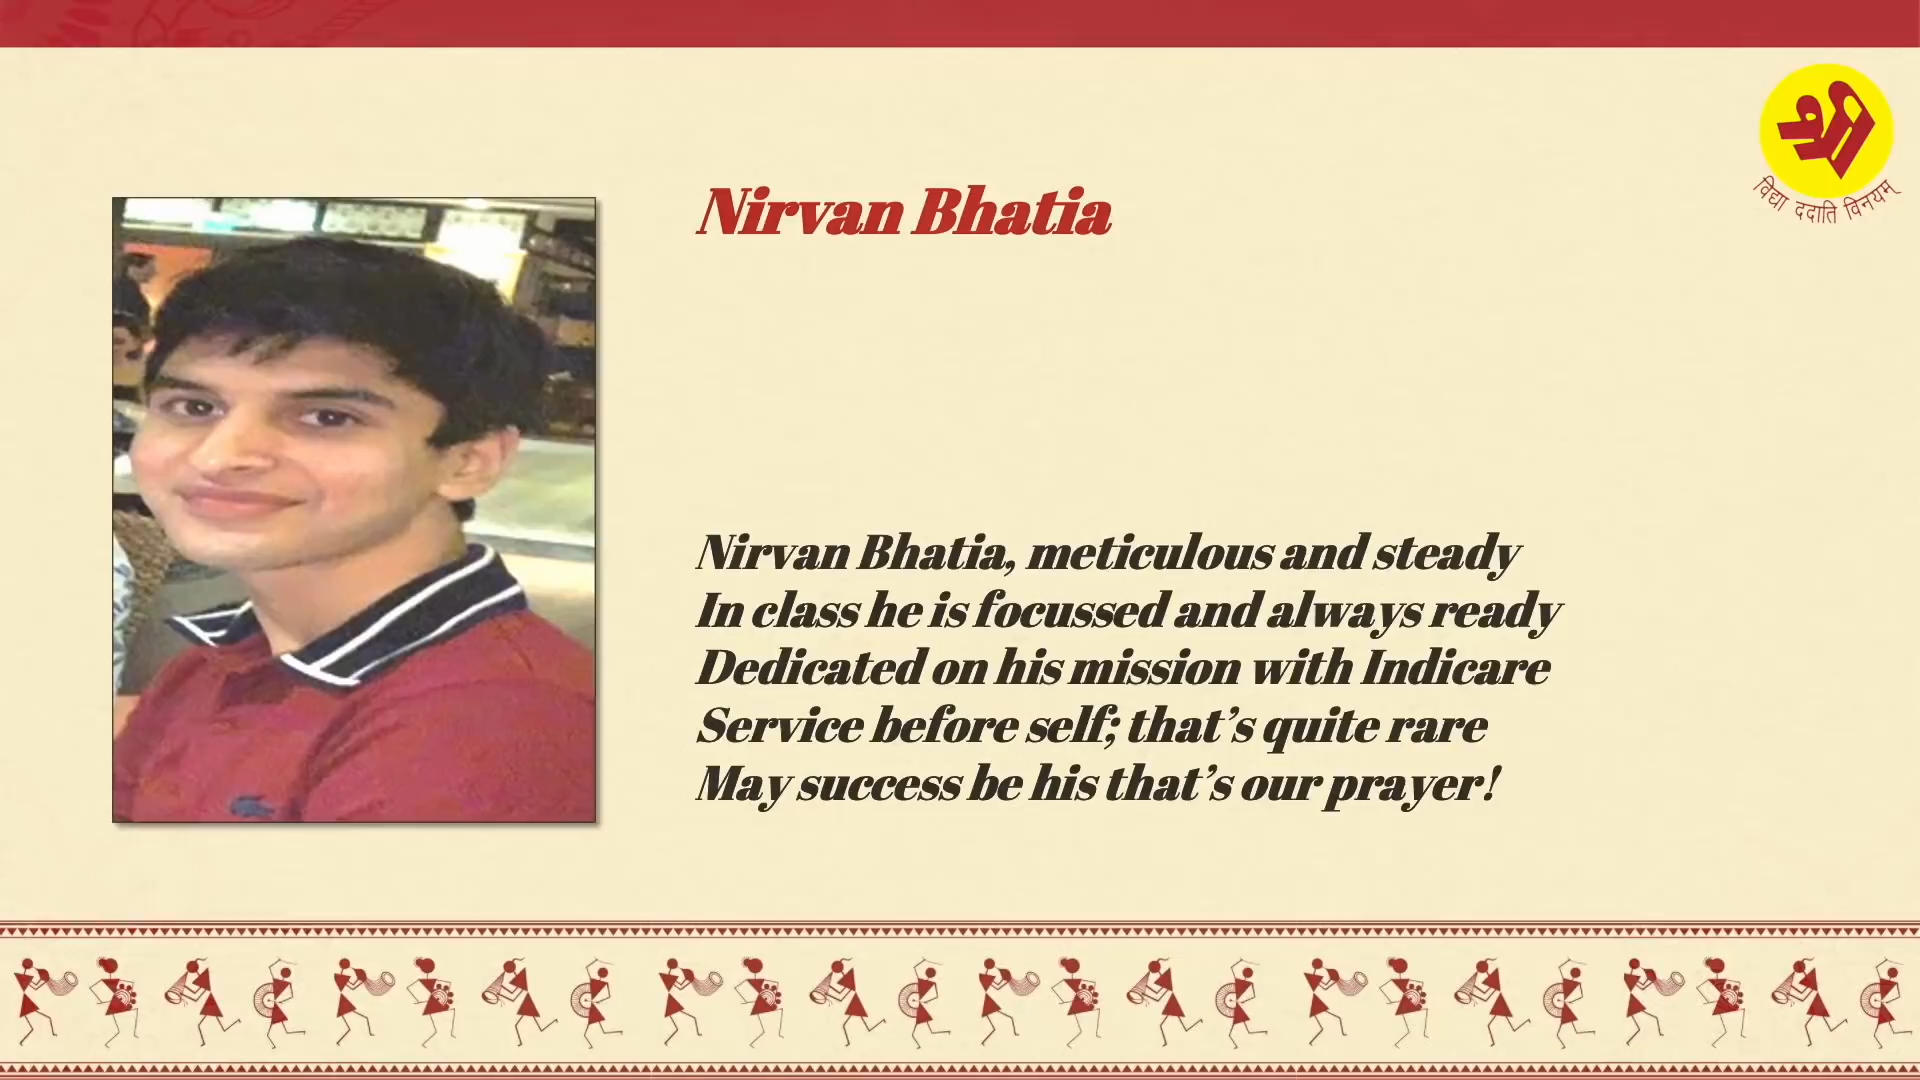 Nirvan Bhatia
श्री
विद्या ददाति विनयम्
Nirvan Bhatia, meticulous and steady
In class he is focussed and always ready
Dedicated on his mission with Indicare
Service before self; that’s quite rare
May success be his that’s our prayer!